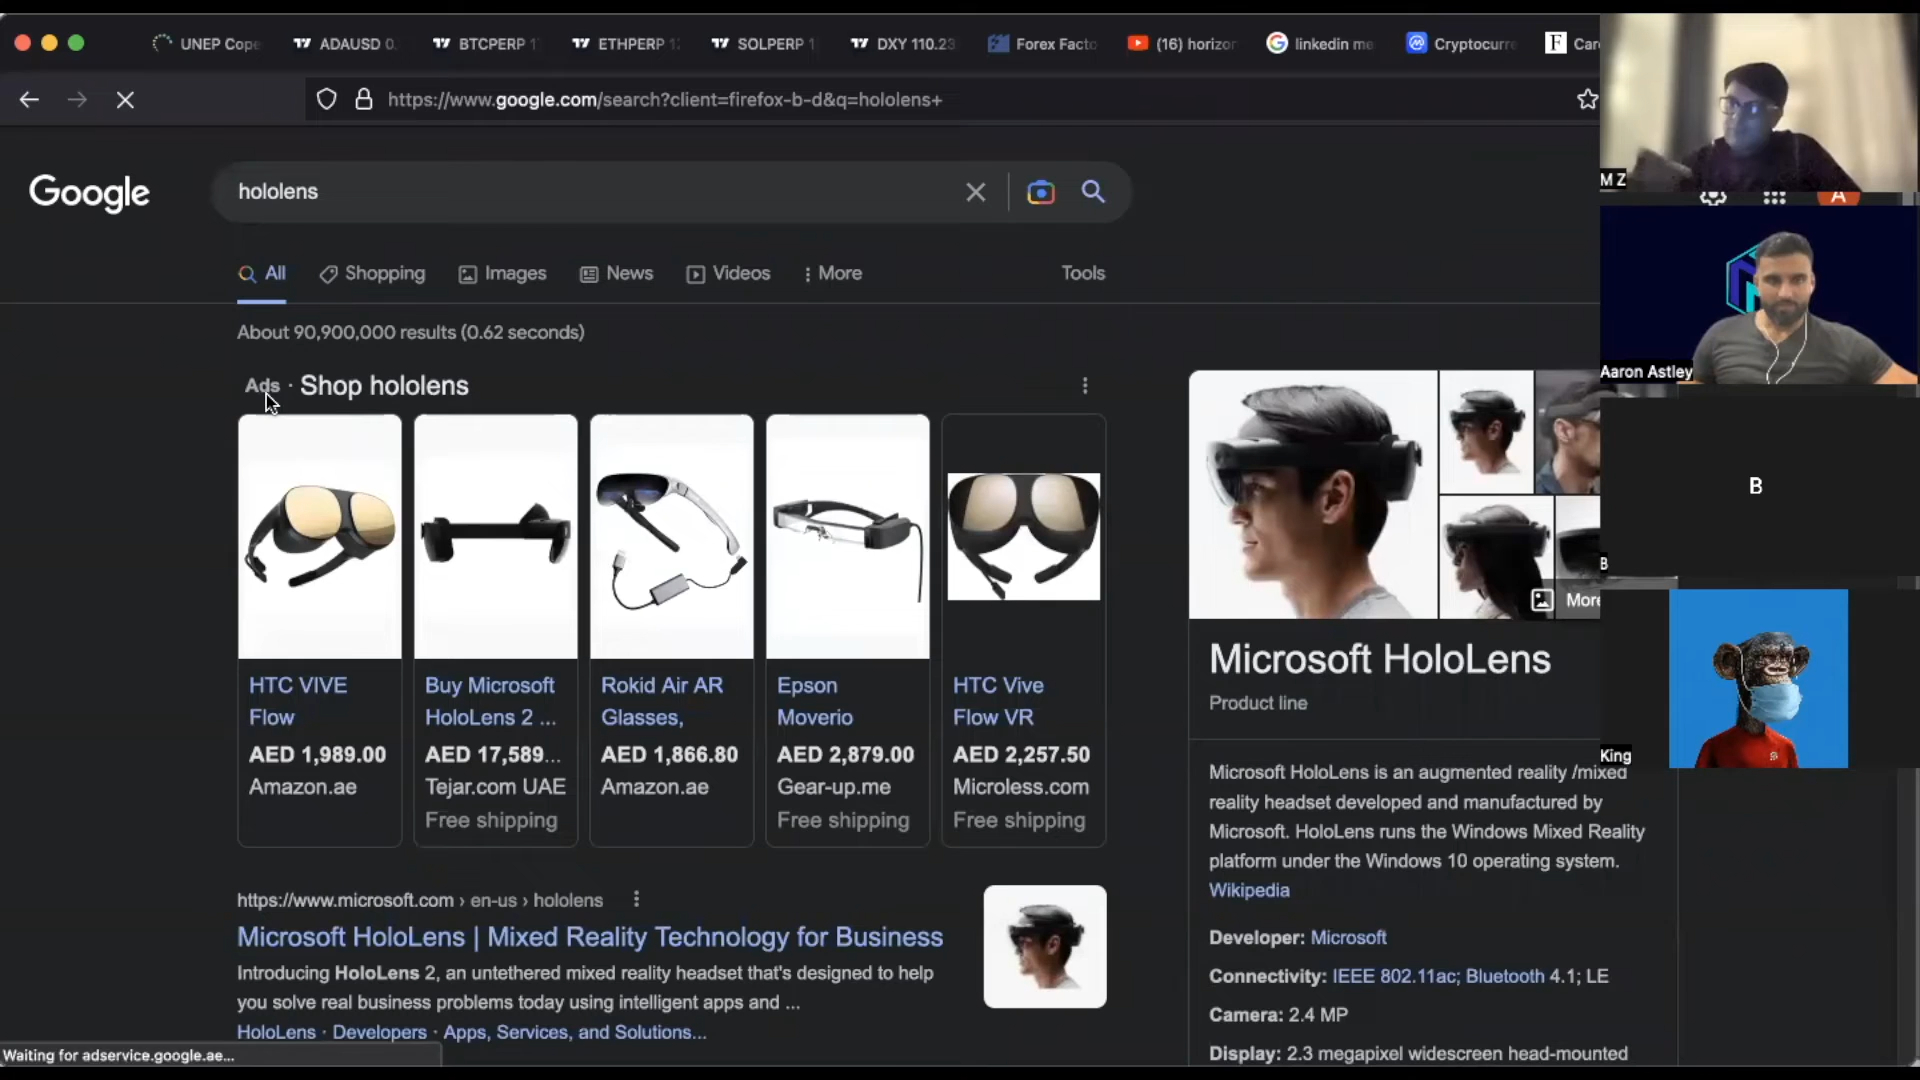 UNEP Cope
ADAUSD 0.
BTCPERP 1
ETHPERP 1
SOLPERP 1
DXY 110.23
Forex Facto
(16) horizon
linkedin me
Cryptocurre
F Car
https://www.google.com/search?client=firefox-b-d&q=hololens+
M Z
Google
hololens
A
All
Shopping
Images
News
Videos
More
Tools
About 90,900,000 results (0.62 seconds)
Aaron Astley
Ads · Shop hololens
B
B
More
HTC VIVE
Flow
AED 1,989.00
Amazon.ae
Buy Microsoft
HoloLens 2 ...
AED 17,589...
Tejar.com UAE
Free shipping
Rokid Air AR
Glasses,
AED 1,866.80
Amazon.ae
Epson
Moverio
AED 2,879.00
Gear-up.me
Free shipping
HTC Vive
Flow VR
AED 2,257.50
Microless.com
Free shipping
Microsoft HoloLens
Product line
King
Microsoft HoloLens is an augmented reality /mixed
reality headset developed and manufactured by
Microsoft. HoloLens runs the Windows Mixed Reality
platform under the Windows 10 operating system.
Wikipedia
Developer: Microsoft
Connectivity: IEEE 802.11ac; Bluetooth 4.1; LE
Camera: 2.4 MP
Display: 2.3 megapixel widescreen head-mounted
https://www.microsoft.com › en-us › hololens
Microsoft HoloLens | Mixed Reality Technology for Business
Introducing HoloLens 2, an untethered mixed reality headset that's designed to help
you solve real business problems today using intelligent apps and ...
HoloLens · Developers · Apps, Services, and Solutions...
Waiting for adservice.google.ae...